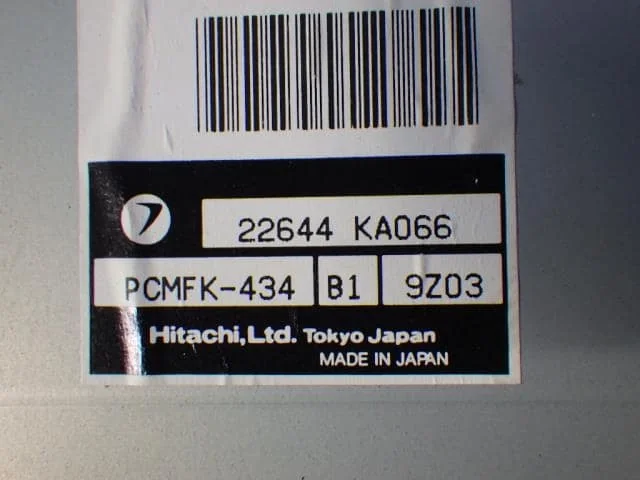 22644 KA066
PCMFK-434 B1 9Z03
Hitachi,Ltd. Tokyo Japan
MADE IN JAPAN